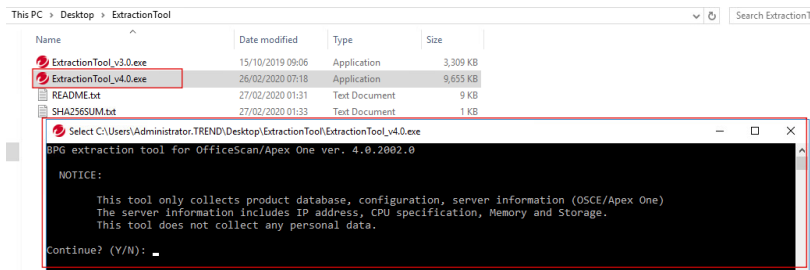 This PC > Desktop > ExtractionTool
Search ExtractionT
Name Date modified Type Size
ExtractionTool_v3.0.exe 15/10/2019 09:06 Application 3,309 KB
ExtractionTool_v4.0.exe 26/02/2020 07:18 Application 9,655 KB
README.txt 27/02/2020 01:31 Text Document 9 KB
SHA256SUM.txt 27/02/2020 01:33 Text Document 1 KB
Select C:\Users\Administrator.TREND\Desktop\ExtractionTool\ExtractionTool_v4.0.exe
BPG extraction tool for OfficeScan/Apex One ver. 4.0.2002.0
NOTICE:
This tool only collects product database, configuration, server information (OSCE/Apex One)
The server information includes IP address, CPU specification, Memory and Storage.
This tool does not collect any personal data.
Continue? (Y/N):